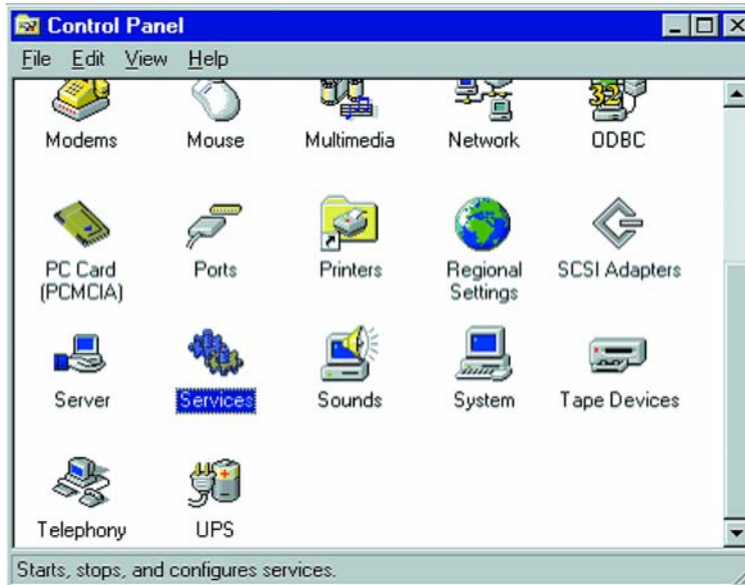 Control Panel
File Edit View Help
Modems Mouse Multimedia Network 32 ODBC
PC Card (PCMCIA) Ports Printers Regional Settings SCSI Adapters
Server Services Sounds System Tape Devices
Telephony UPS
Starts, stops, and configures services.